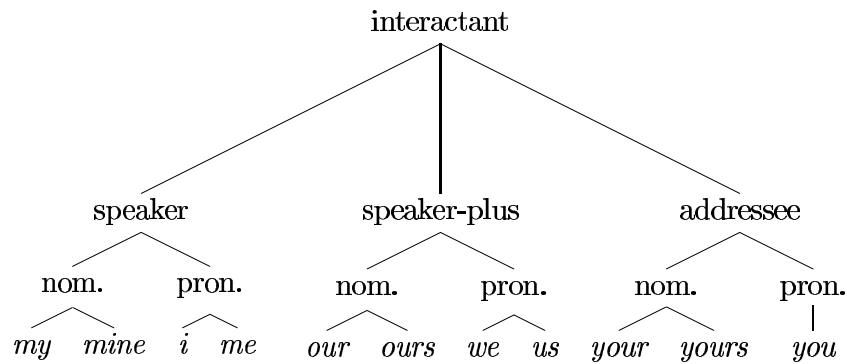 interactant
speaker speaker-plus addressee
nom. pron. nom. pron. nom. pron.
my mine i me our ours we us your yours you